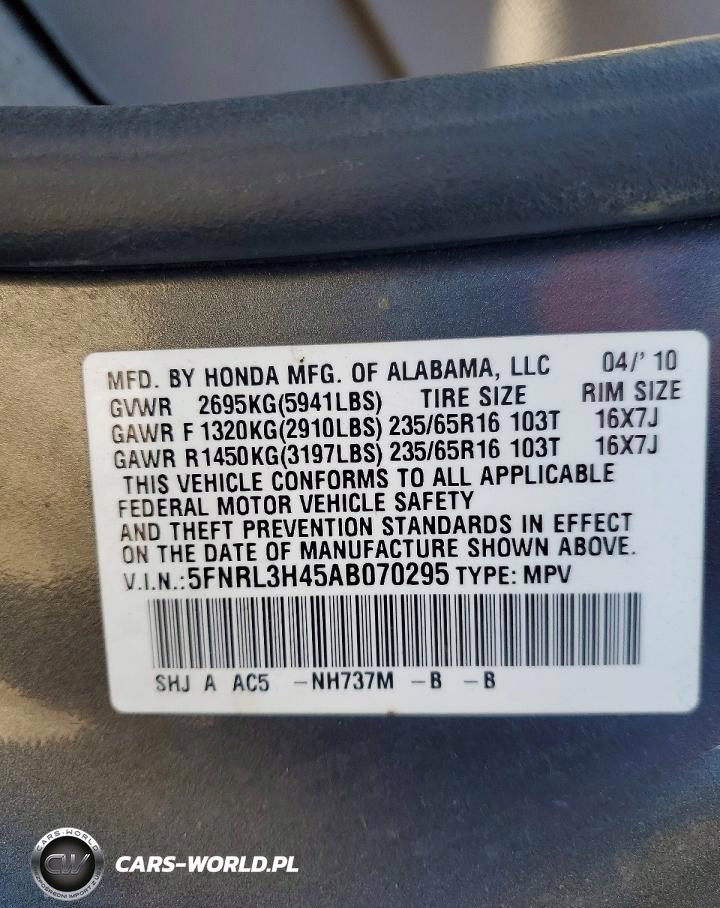 MFD. BY HONDA MFG. OF ALABAMA, LLC 04/' 10
GVWR 2695KG(5941LBS) TIRE SIZE RIM SIZE
GAWR F 1320KG(2910LBS) 235/65R16 103T 16X7J
GAWR R1450KG(3197LBS) 235/65R16 103T 16X7J
THIS VEHICLE CONFORMS TO ALL APPLICABLE
FEDERAL MOTOR VEHICLE SAFETY
AND THEFT PREVENTION STANDARDS IN EFFECT
ON THE DATE OF MANUFACTURE SHOWN ABOVE.
V.I.N.:5FNRL3H45AB070295 TYPE: MPV
SHJ A AC5 –NH737M –B –B
CARS-WORLD
CW
CARS-WORLD.PL